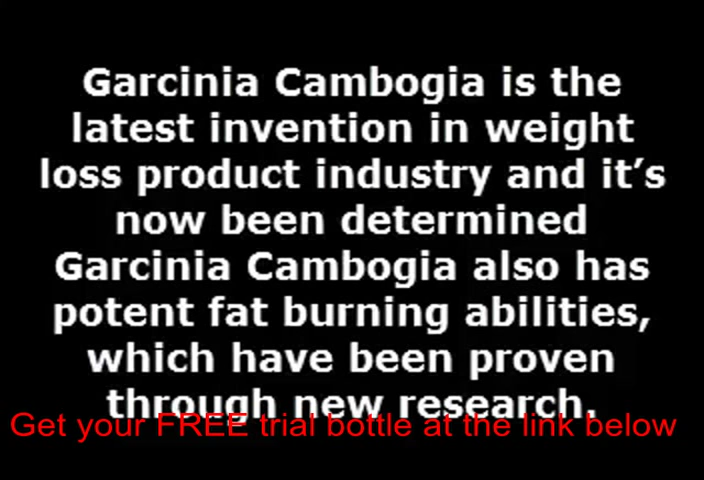 Garcinia Cambogia is the
latest invention in weight
loss product industry and it’s
now been determined
Garcinia Cambogia also has
potent fat burning abilities,
which have been proven
through new research.
Get your FREE trial bottle at the link below